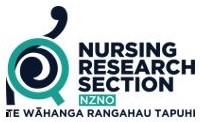 NURSING
RESEARCH
SECTION
NZNO
TE WĀHANGA RANGAHAU TAPUHI